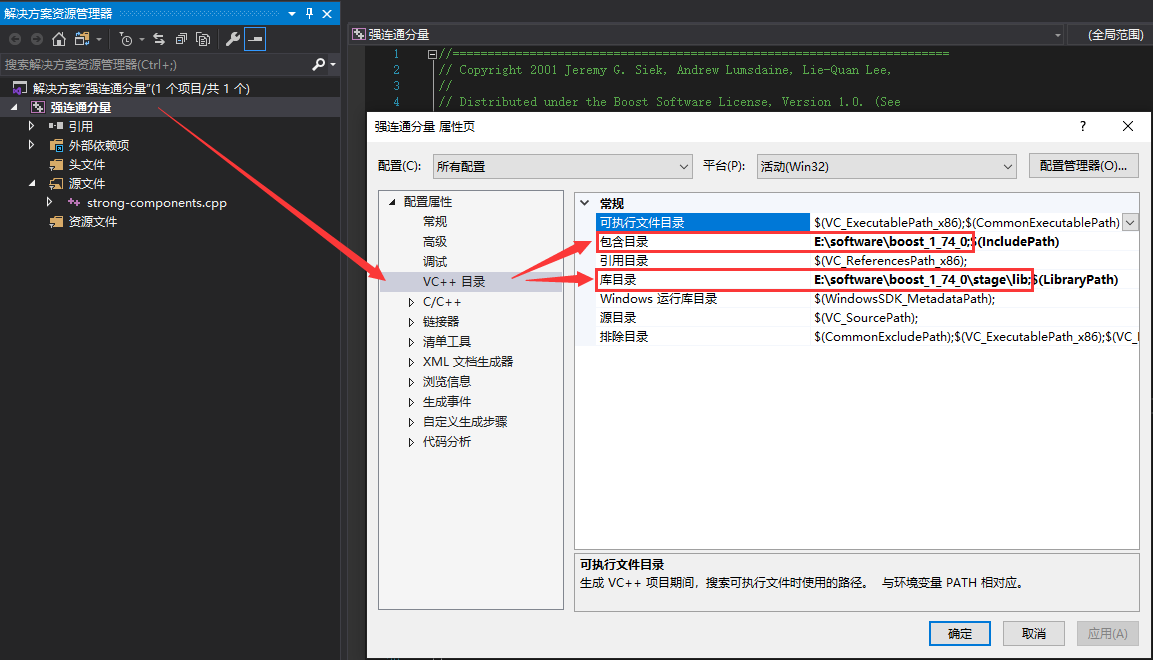 解决方案资源管理器
搜索解决方案资源管理器(Ctrl+;)
解决方案"强连通分量"(1 个项目/共 1 个)
强连通分量
引用
外部依赖项
头文件
源文件
strong-components.cpp
资源文件
强连通分量
(全局范围)
1 //=======================================================================
2 // Copyright 2001 Jeremy G. Siek, Andrew Lumsdaine, Lie-Quan Lee,
3 //
4 // Distributed under the Boost Software License, Version 1.0. (See
强连通分量 属性页
?
配置(C):
所有配置
平台(P):
活动(Win32)
配置管理器(O)...
配置属性
常规
高级
调试
VC++ 目录
C/C++
链接器
清单工具
XML 文档生成器
浏览信息
生成事件
自定义生成步骤
代码分析
常规
可执行文件目录 $(VC_ExecutablePath_x86);$(CommonExecutablePath)
包含目录 E:\software\boost_1_74_0;$(IncludePath)
引用目录 $(VC_ReferencesPath_x86);
库目录 E:\software\boost_1_74_0\stage\lib;$(LibraryPath)
Windows 运行库目录 $(WindowsSDK_MetadataPath);
源目录 $(VC_SourcePath);
排除目录 $(CommonExcludePath);$(VC_ExecutablePath_x86);$(VC_
可执行文件目录
生成 VC++ 项目期间，搜索可执行文件时使用的路径。 与环境变量 PATH 相对应。
确定
取消
应用(A)